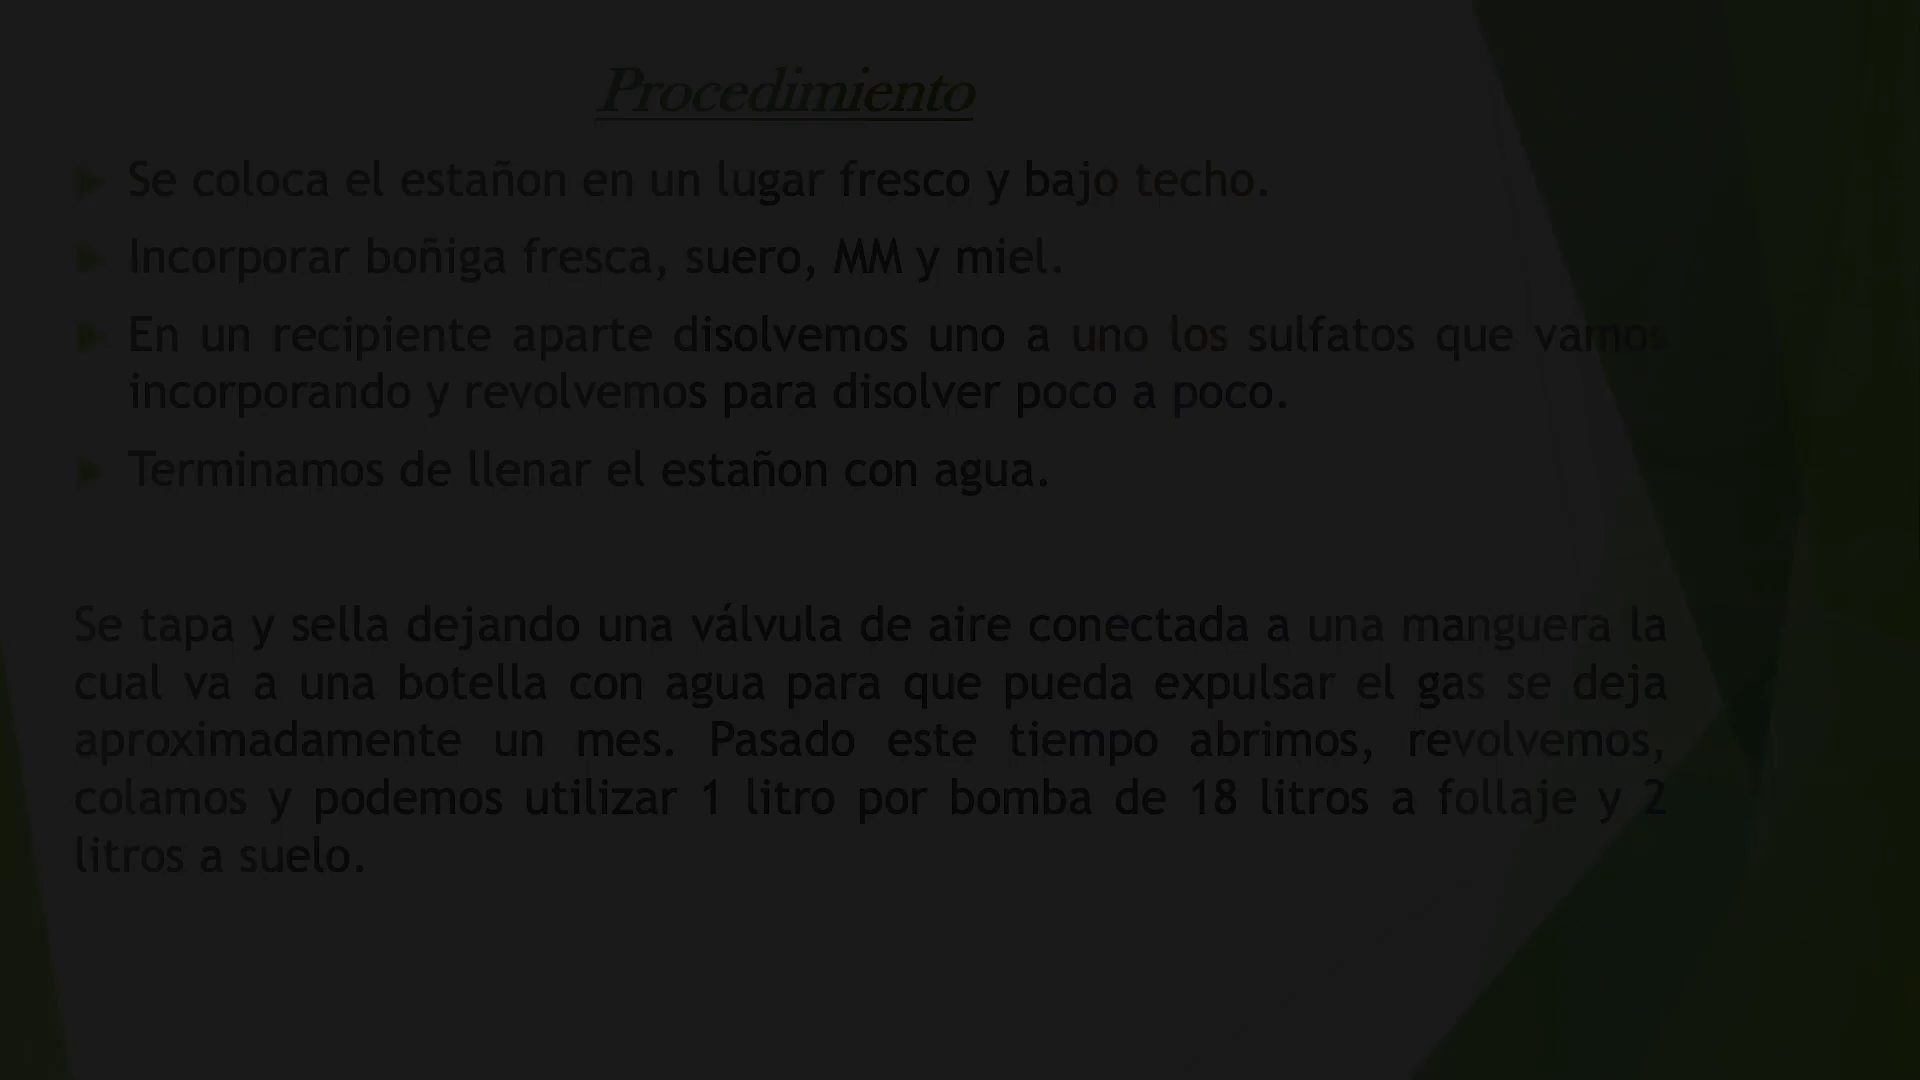 Procedimiento
Se coloca el estañon en un lugar fresco y bajo techo.
Incorporar boñiga fresca, suero, MM y miel.
En un recipiente aparte disolvemos uno a uno los sulfatos que vamos
incorporando y revolvemos para disolver poco a poco.
Terminamos de llenar el estañon con agua.
Se tapa y sella dejando una válvula de aire conectada a una manguera la
cual va a una botella con agua para que pueda expulsar el gas se deja
aproximadamente un mes. Pasado este tiempo abrimos, revolvemos,
colamos y podemos utilizar 1 litro por bomba de 18 litros a follaje y 2
litros a suelo.